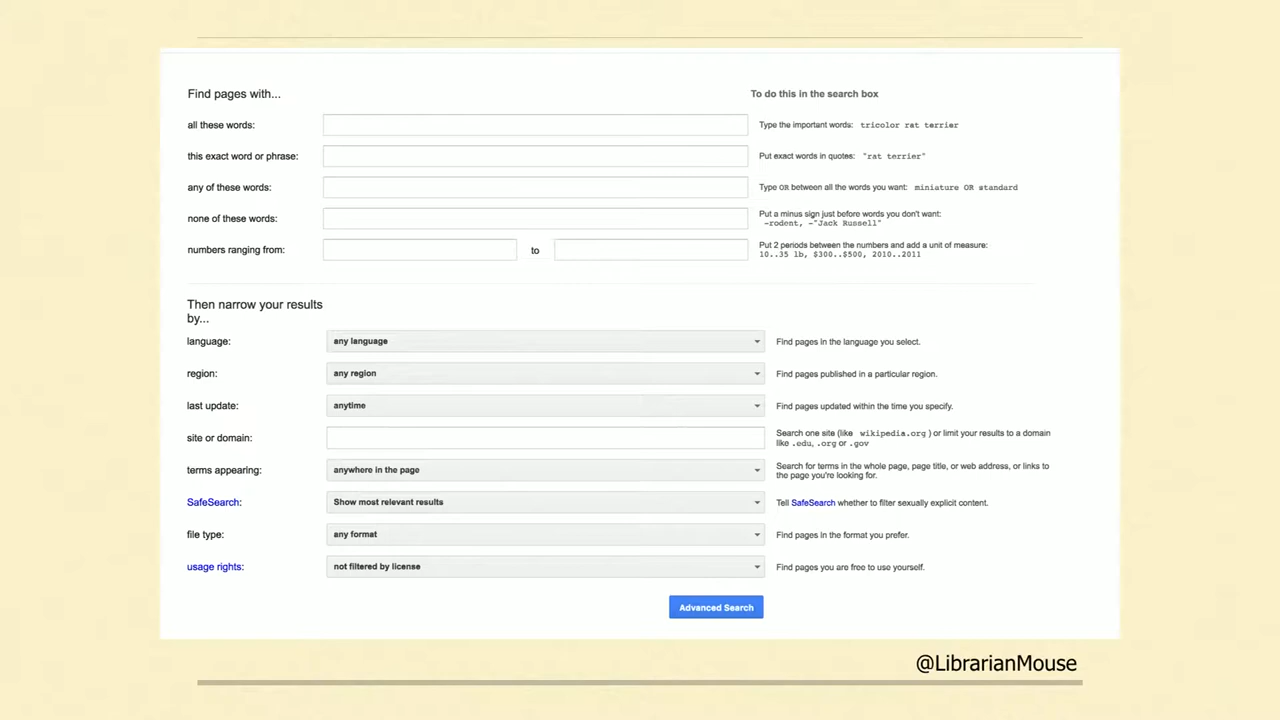 Find pages with...
To do this in the search box
all these words:
Type the important words: tricolor rat terrier
this exact word or phrase:
Put exact words in quotes: "rat terrier"
any of these words:
Type OR between all the words you want: miniature OR standard
none of these words:
Put a minus sign just before words you don't want:
-rodent, -"Jack Russell"
numbers ranging from:
to
Put 2 periods between the numbers and add a unit of measure:
10..35 lb, $300..$500, 2010..2011
Then narrow your results
by...
language:
any language
Find pages in the language you select.
region:
any region
Find pages published in a particular region.
last update:
anytime
Find pages updated within the time you specify.
site or domain:
Search one site (like wikipedia.org ) or limit your results to a domain
like .edu, .org or .gov
terms appearing:
anywhere in the page
Search for terms in the whole page, page title, or web address, or links to
the page you're looking for.
SafeSearch:
Show most relevant results
Tell SafeSearch whether to filter sexually explicit content.
file type:
any format
Find pages in the format you prefer.
usage rights:
not filtered by license
Find pages you are free to use yourself.
Advanced Search
@LibrarianMouse